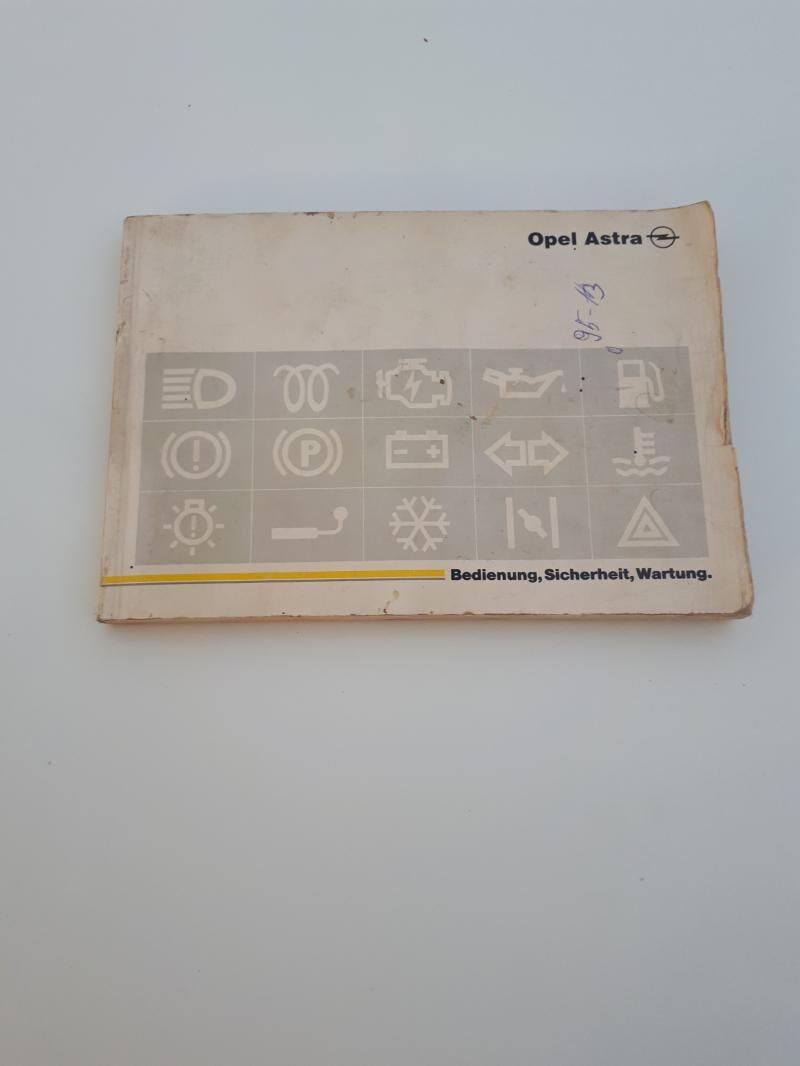 Opel Astra
95-13
P
Bedienung, Sicherheit, Wartung.